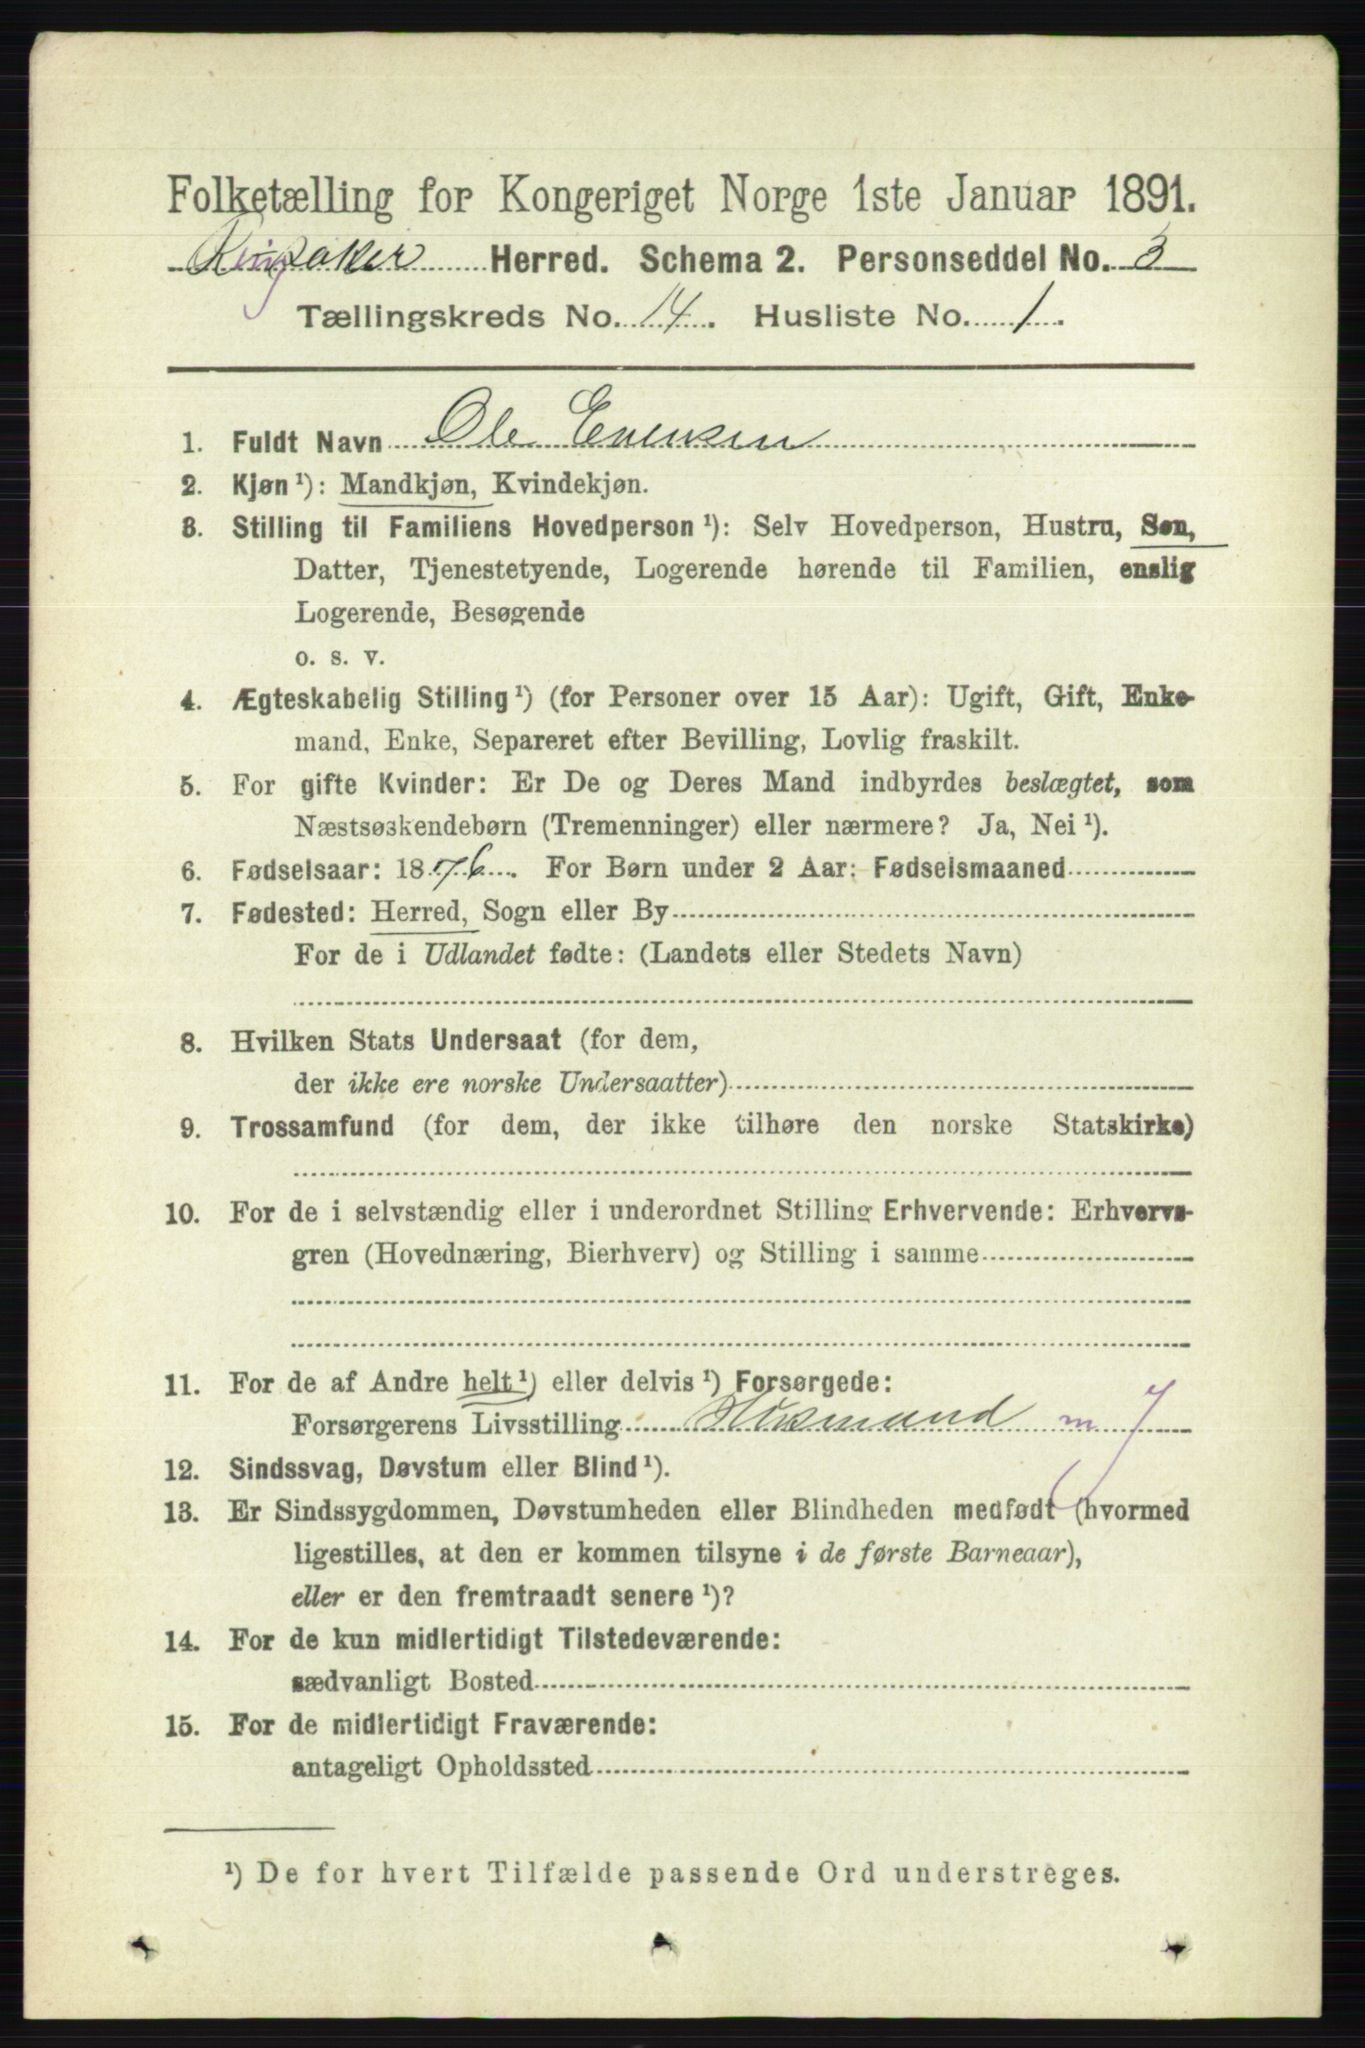 Folketælling for Kongeriget Norge 1ste Januar 1891.
Ringsaker Herred. Schema 2. Personseddel No. 3
Tællingskreds No. 14. Husliste No. 1.
1. Fuldt Navn Ole Evensen
2. Kjøn ¹): Mandkjøn, Kvindekjøn.
3. Stilling til Familiens Hovedperson ¹): Selv Hovedperson, Hustru, Søn,
Datter, Tjenestetyende, Logerende hørende til Familien, enslig
Logerende, Besøgende
o. s. v.
4. Ægteskabelig Stilling ¹) (for Personer over 15 Aar): Ugift, Gift, Enke-
mand, Enke, Separeret efter Bevilling, Lovlig fraskilt.
5. For gifte Kvinder: Er De og Deres Mand indbyrdes beslægtet, som
Næstsøskendebørn (Tremenninger) eller nærmere? Ja, Nei ¹).
6. Fødselsaar: 1876. For Børn under 2 Aar: Fødselsmaaned
7. Fødested: Herred, Sogn eller By
For de i Udlandet fødte: (Landets eller Stedets Navn)
8. Hvilken Stats Undersaat (for dem,
der ikke ere norske Undersaatter)
9. Trossamfund (for dem, der ikke tilhøre den norske Statskirke)
10. For de i selvstændig eller i underordnet Stilling Erhvervende: Erhvervs-
gren (Hovednæring, Bierhverv) og Stilling i samme
11. For de af Andre helt ¹) eller delvis ¹) Forsørgede:
Forsørgerens Livsstilling Husmand m J
12. Sindssvag, Døvstum eller Blind ¹).
13. Er Sindssygdommen, Døvstumheden eller Blindheden medfødt (hvormed
ligestilles, at den er kommen tilsyne i de første Barneaar),
eller er den fremtraadt senere ¹)?
14. For de kun midlertidigt Tilstedeværende:
sædvanligt Bosted
15. For de midlertidigt Fraværende:
antageligt Opholdssted
¹) De for hvert Tilfælde passende Ord understreges.